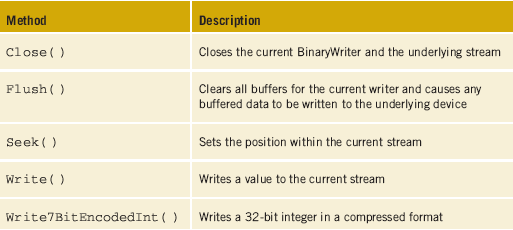 Method Description
Close( ) Closes the current BinaryWriter and the underlying stream
Flush( ) Clears all buffers for the current writer and causes any
buffered data to be written to the underlying device
Seek( ) Sets the position within the current stream
Write( ) Writes a value to the current stream
Write7BitEncodedInt( ) Writes a 32-bit integer in a compressed format